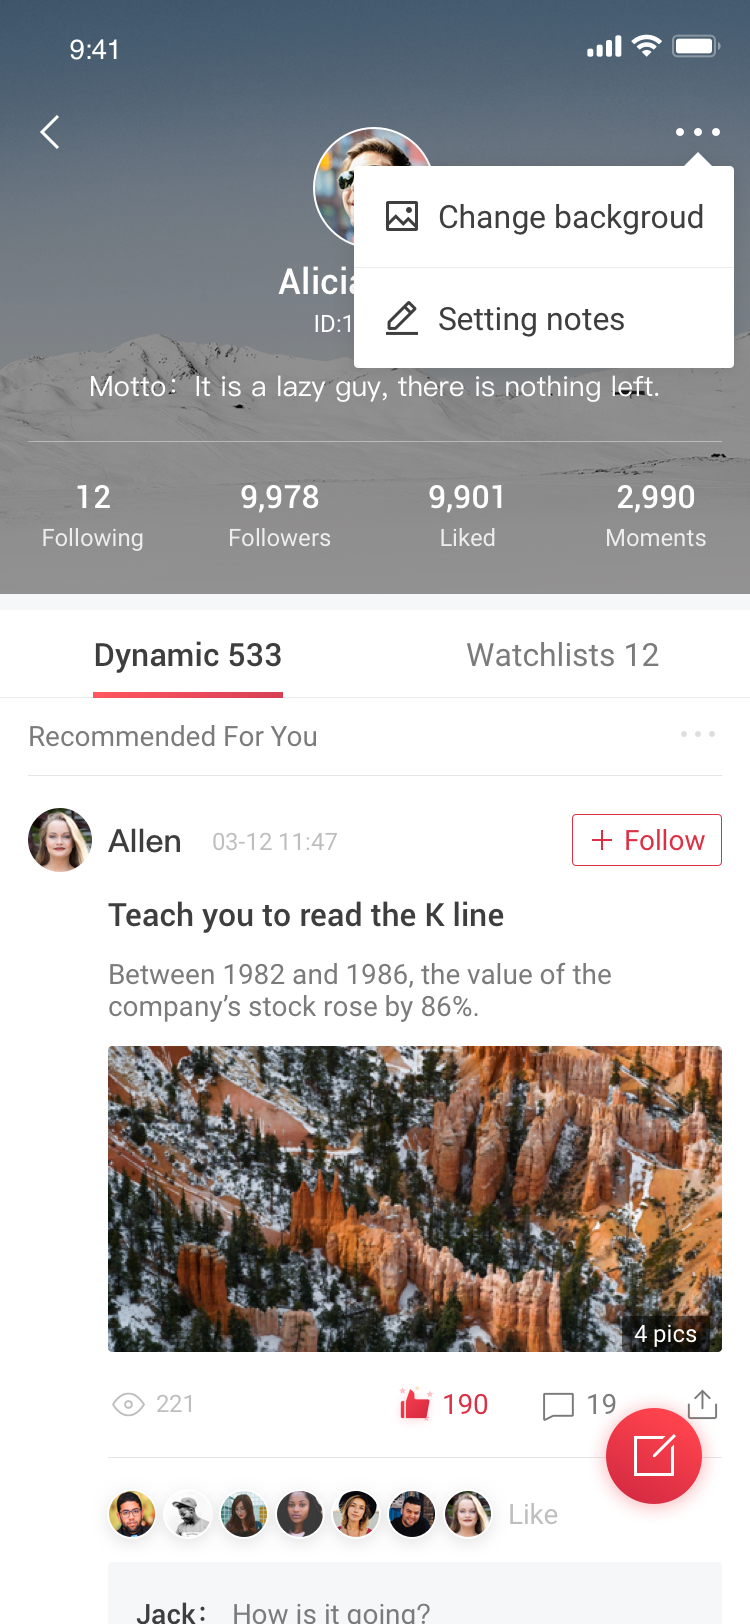 9:41
Change backgroud
Setting notes
Motto：It is a lazy guy, there is nothing left.
12
9,978
9,901
2,990
Following
Followers
Liked
Moments
Dynamic 533
Watchlists 12
Recommended For You
Allen
03-12 11:47
+ Follow
Teach you to read the K line
Between 1982 and 1986, the value of the
company’s stock rose by 86%.
4 pics
221
190
19
Like
Jack： How is it going?